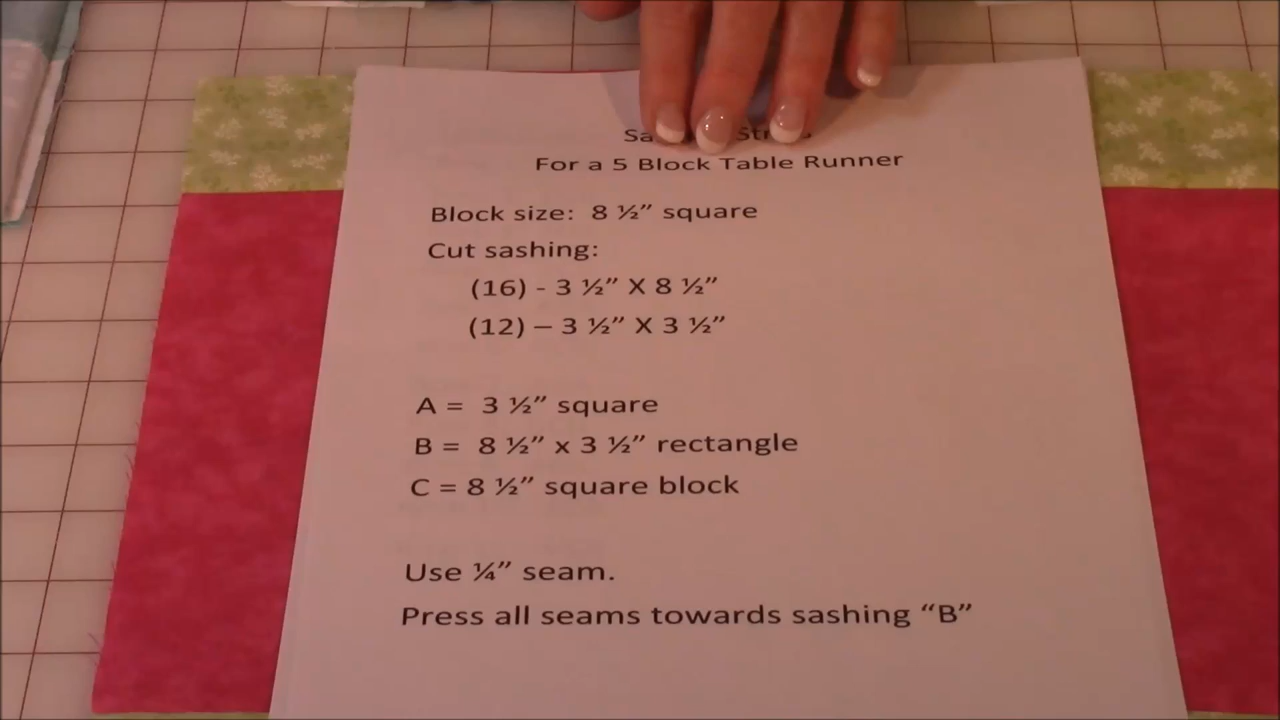 For a 5 Block Table Runner
Block size: 8 ½” square
Cut sashing:
(16) - 3 ½” X 8 ½”
(12) – 3 ½” X 3 ½”
A = 3 ½” square
B = 8 ½” x 3 ½” rectangle
C = 8 ½” square block
Use ¼” seam.
Press all seams towards sashing “B”